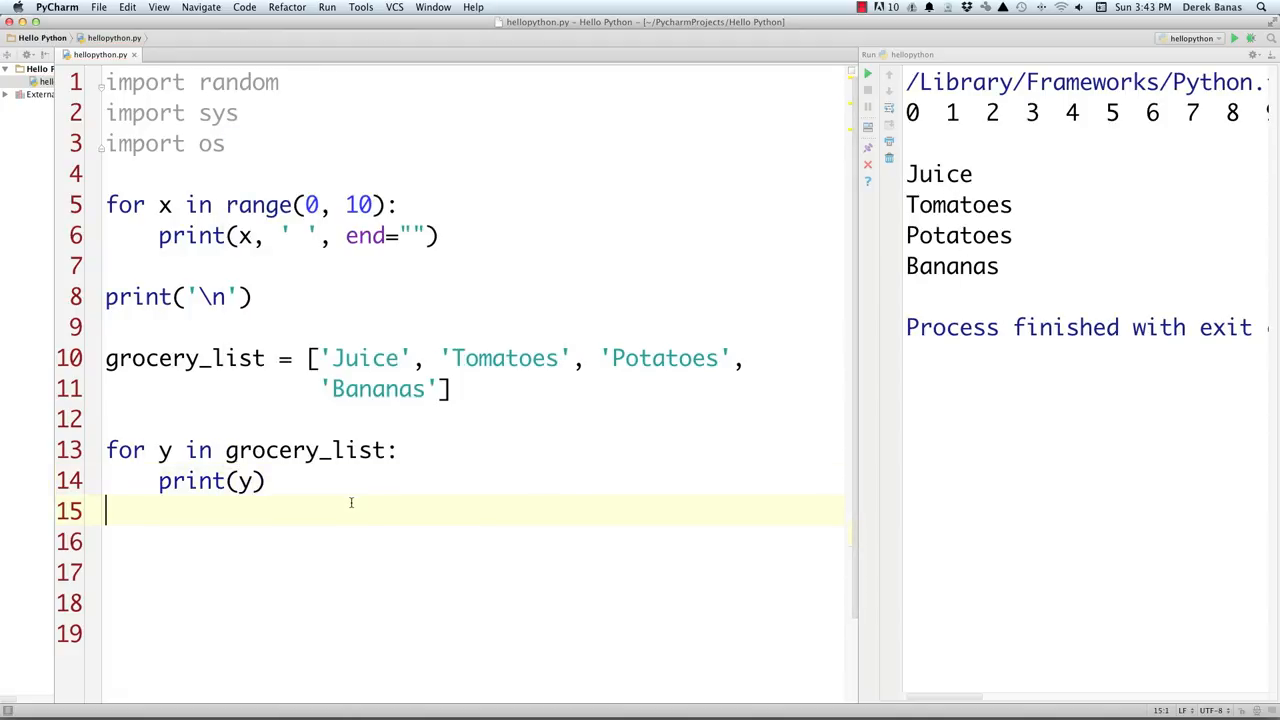 PyCharm File Edit View Navigate Code Refactor Run Tools VCS Window Help 10 Sun 3:43 PM Derek Banas
hellopython.py – Hello Python – [~/PycharmProjects/Hello Python]
Hello Python hellopython.py hellopython
hellopython.py
Run hellopython
Hello P
hell
Externa
1 import random
2 import sys
3 import os
4
5 for x in range(0, 10):
6 print(x, ' ', end="")
7
8 print('\n')
9
10 grocery_list = ['Juice', 'Tomatoes', 'Potatoes',
11 'Bananas']
12
13 for y in grocery_list:
14 print(y)
15
16
17
18
19
/Library/Frameworks/Python.
0 1 2 3 4 5 6 7 8
Juice
Tomatoes
Potatoes
Bananas
Process finished with exit
15:1 LF UTF-8